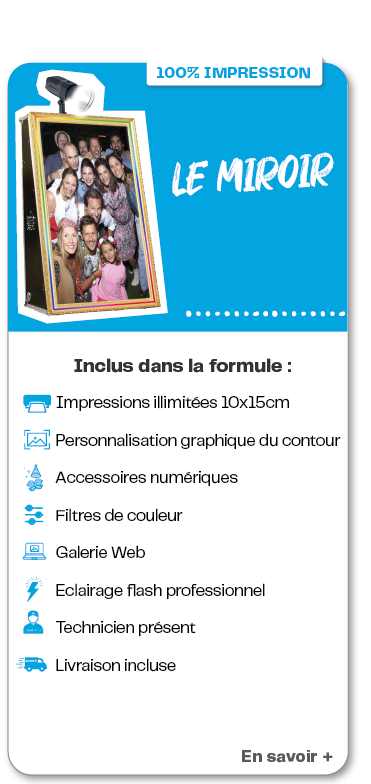 100% IMPRESSION
LE MIROIR
Inclus dans la formule :
Impressions illimitées 10x15cm
Personnalisation graphique du contour
Accessoires numériques
Filtres de couleur
Galerie Web
Eclairage flash professionnel
Technicien présent
Livraison incluse
En savoir +